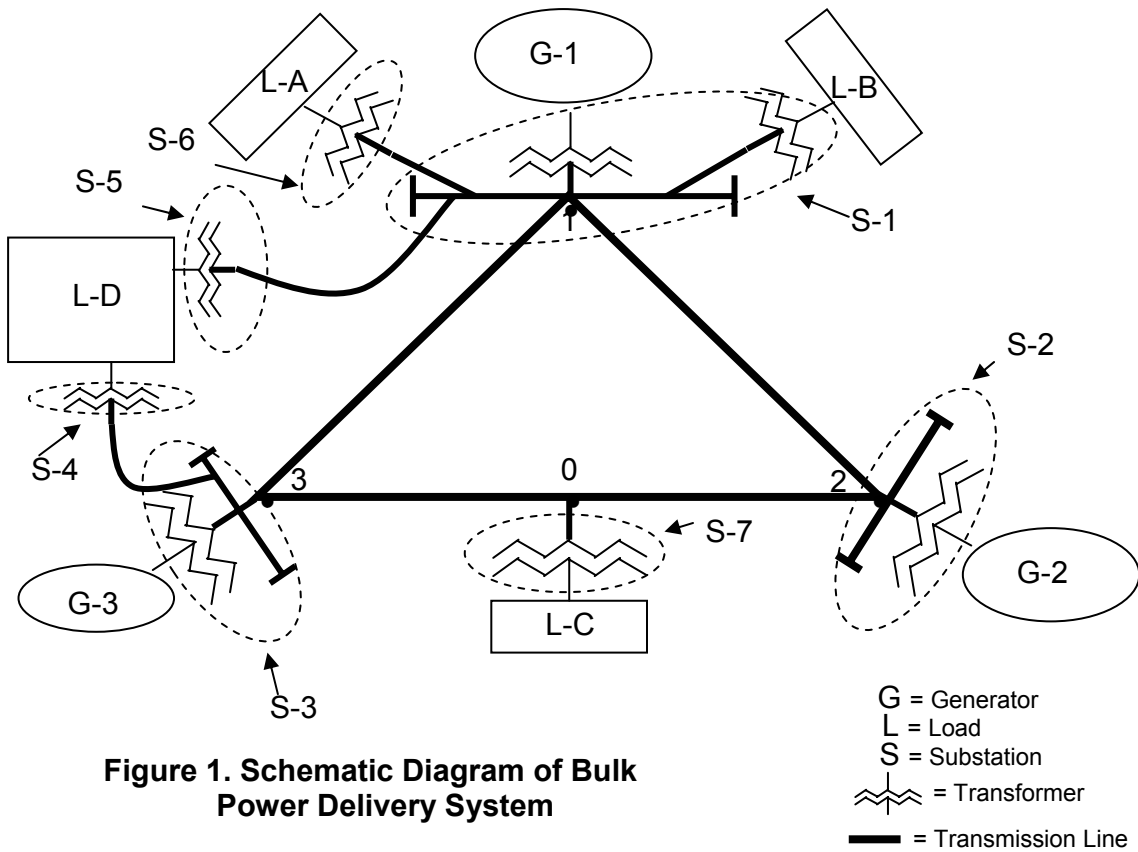 G-1
L-A
L-B
S-6
S-5
S-1
1
L-D
S-2
S-4
3
0
2
S-7
G-3
G-2
L-C
S-3
G = Generator
L = Load
S = Substation
= Transformer
= Transmission Line
Figure 1. Schematic Diagram of Bulk
Power Delivery System